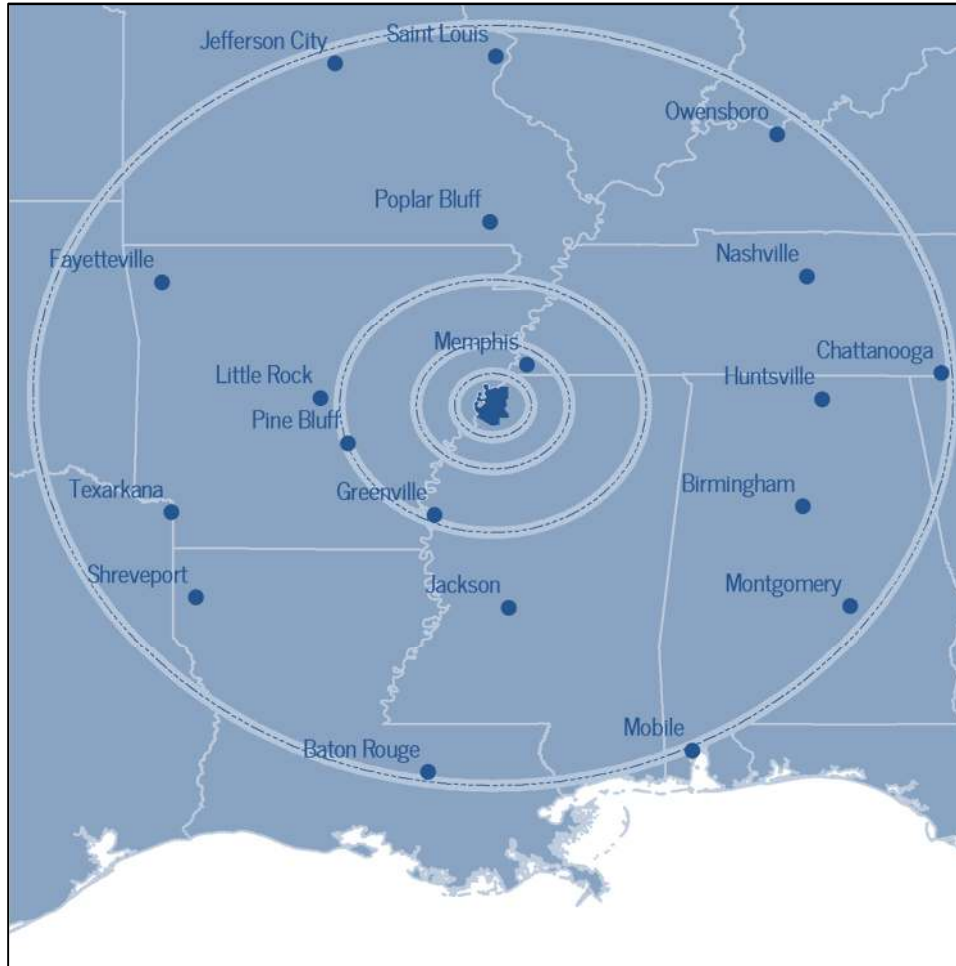 Saint Louis
Jefferson City
Owensboro
Poplar Bluff
Nashville
Fayetteville
Memphis
Chattanooga
Little Rock
Huntsville
Pine Bluff
Birmingham
Texarkana
Greenville
Shreveport
Jackson
Montgomery
Mobile
Baton Rouge